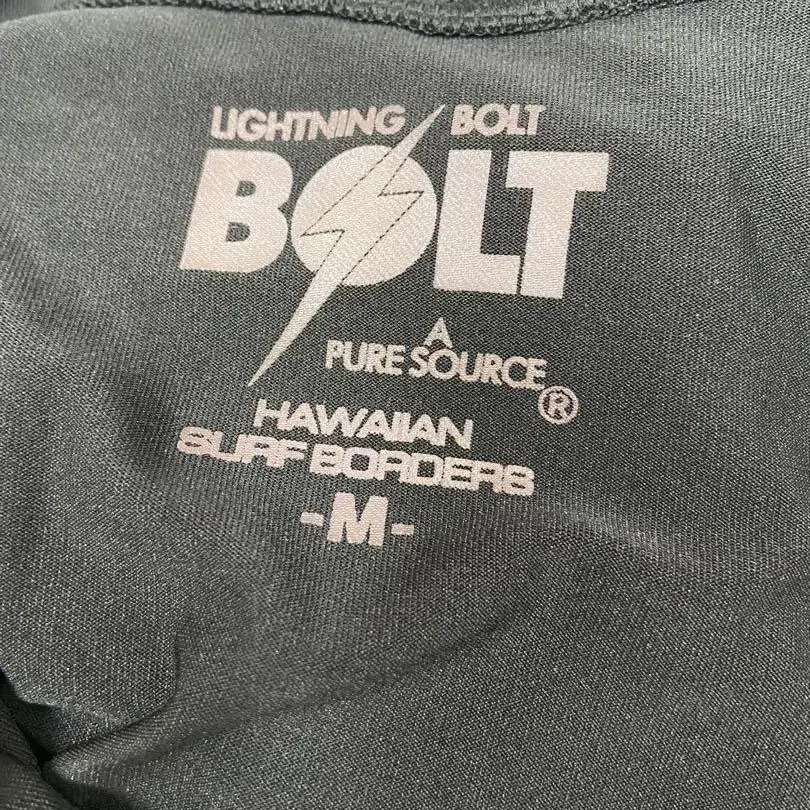 LIGHTNING BOLT
BOLT
A
PURE SOURCE ®
HAWAIIAN
SURF BORDERS
-M-